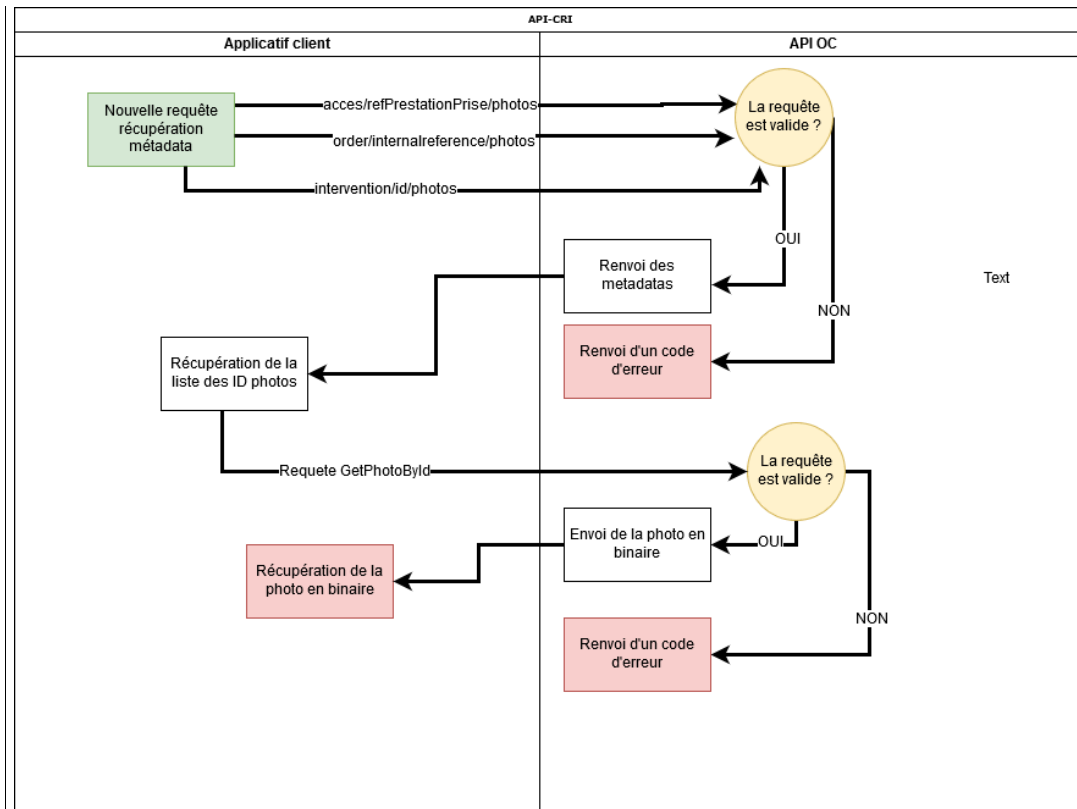 API-CRI
Applicatif client
API OC
Nouvelle requête
récupération
métadata
acces/refPrestationPrise/photos
order/internalreference/photos
intervention/id/photos
La requête
est valide ?
OUI
NON
Renvoi des
metadatas
Text
Renvoi d'un code
d'erreur
Récupération de la
liste des ID photos
Requete GetPhotoById
La requête
est valide ?
OUI
NON
Envoi de la photo en
binaire
Récupération de la
photo en binaire
Renvoi d'un code
d'erreur